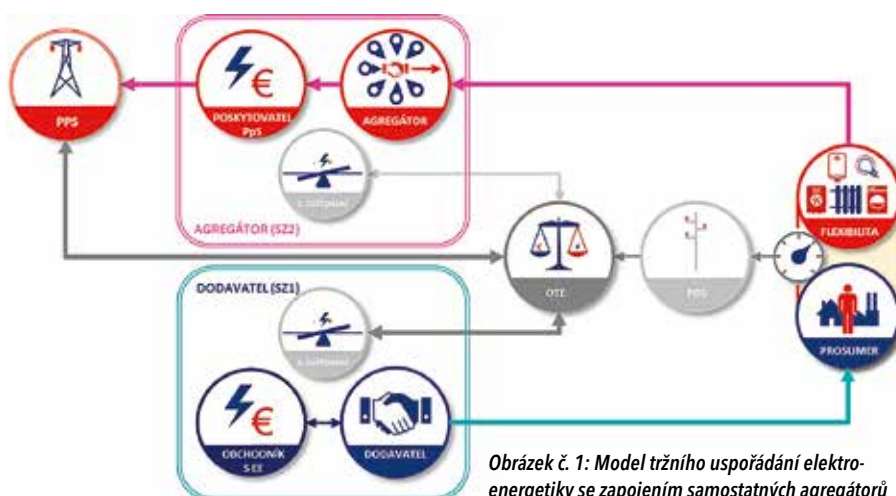 PPS
POSKYTOVATEL
PpS
AGREGÁTOR
S. ZÚČTOVÁNÍ
AGREGÁTOR (SZ2)
FLEXIBILITA
OTE
PDS
DODAVATEL (SZ1)
PROSUMER
OBCHODNÍK
S EE
DODAVATEL
Obrázek č. 1: Model tržního uspořádání elektro-
energetiky se zapojením samostatných agregátorů